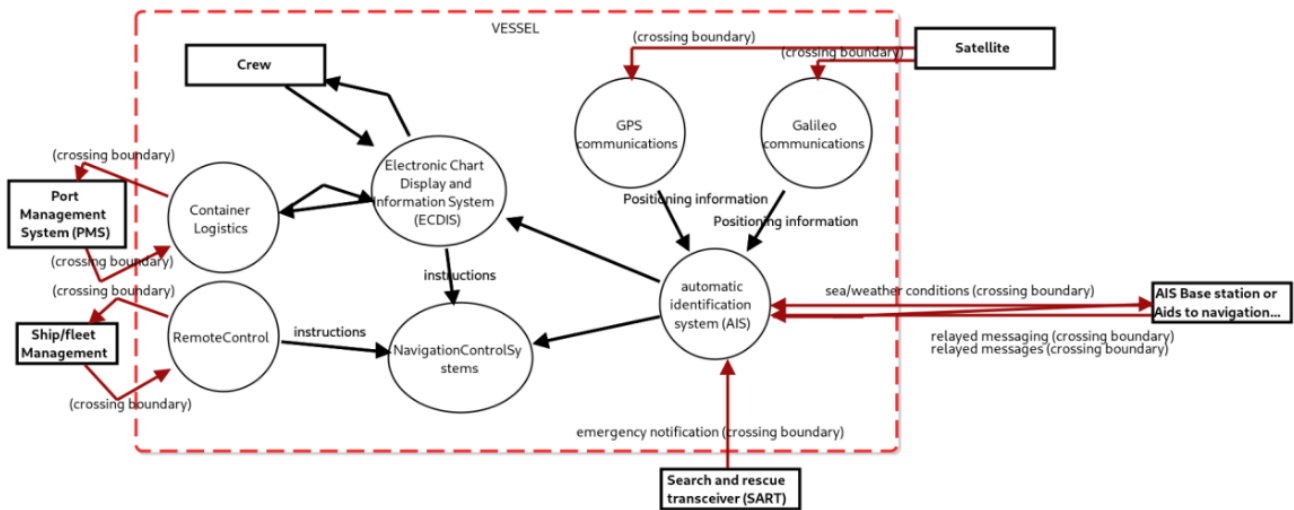 VESSEL
(crossing boundary)
Satellite
(crossing boundary)
Crew
GPS
communications
Galileo
communications
(crossing boundary)
Electronic Chart
Display and
Information System
(ECDIS)
Port
Management
System (PMS)
Container
Logistics
Positioning information
Positioning information
(crossing boundary)
instructions
(crossing boundary)
automatic
identification
system (AIS)
sea/weather conditions (crossing boundary)
AIS Base station or
Aids to navigation...
Ship/fleet
Management
RemoteControl
instructions
NavigationControlSy
stems
relayed messaging (crossing boundary)
relayed messages (crossing boundary)
(crossing boundary)
emergency notification (crossing boundary)
Search and rescue
transceiver (SART)